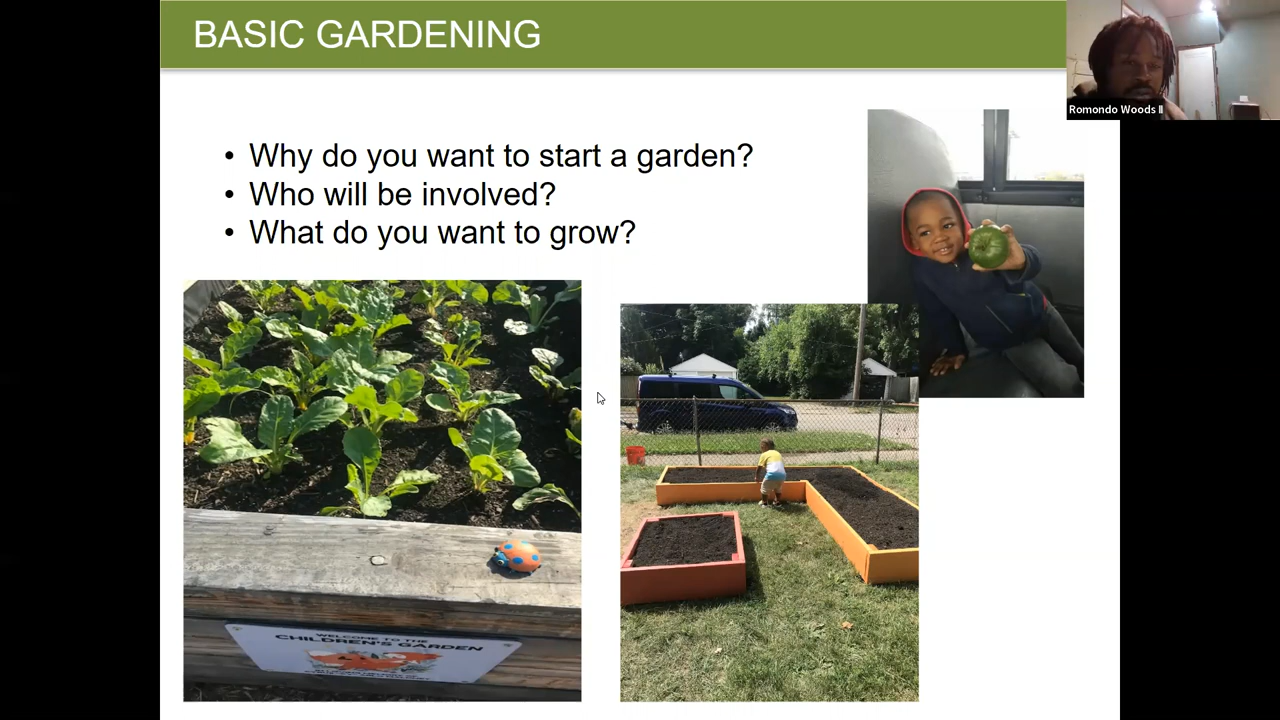 BASIC GARDENING
Romondo Woods II
• Why do you want to start a garden?
• Who will be involved?
• What do you want to grow?
WELCOME TO THE
CHILDREN'S GARDEN